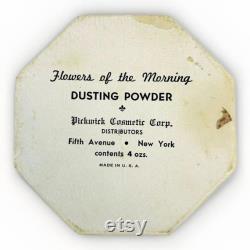 Flowers of the Morning
DUSTING POWDER
Pickwick Cosmetic Corp.
DISTRIBUTORS
Fifth Avenue • New York
contents 4 ozs.
MADE IN U. S. A.
etsy.com